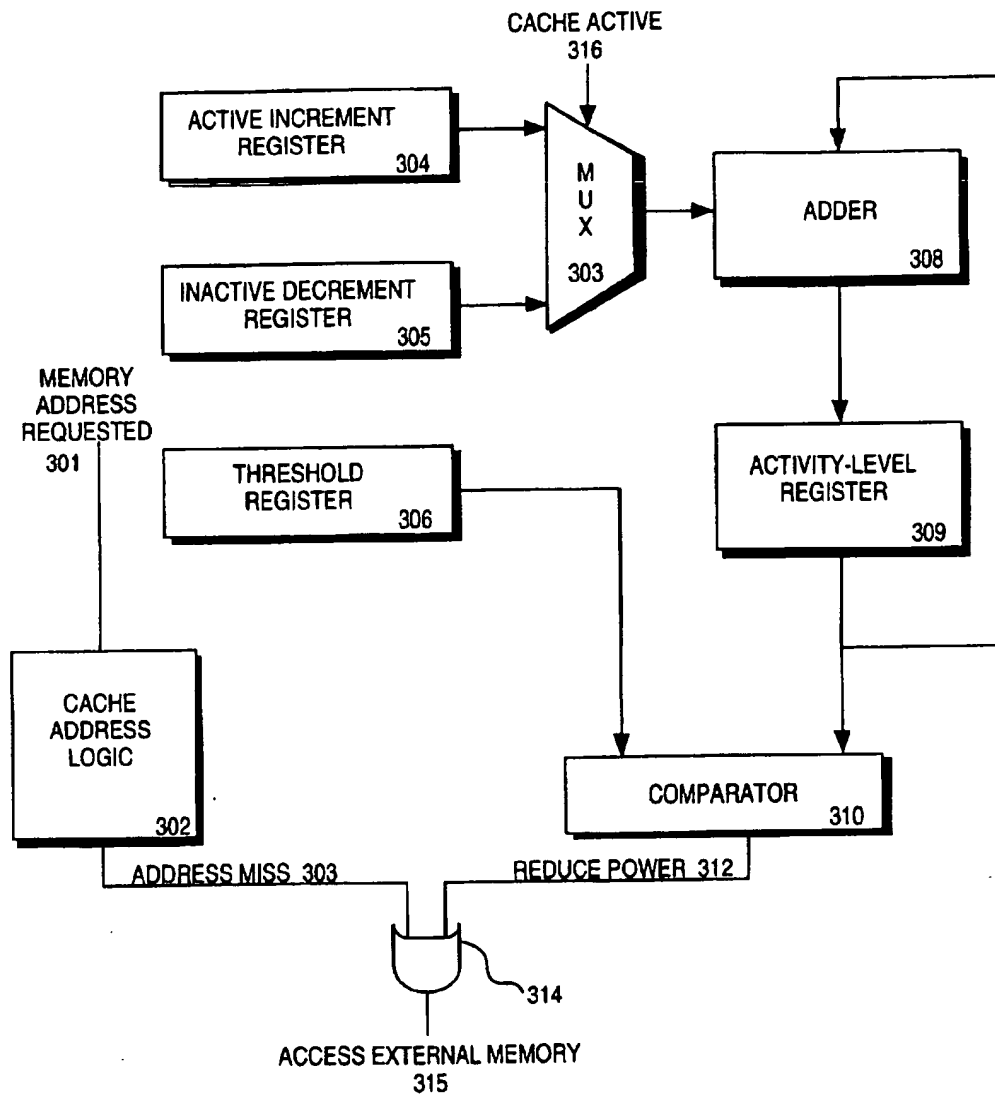 CACHE ACTIVE
316
ACTIVE INCREMENT
REGISTER
304
M
U
X
303
ADDER
308
INACTIVE DECREMENT
REGISTER
305
MEMORY
ADDRESS
REQUESTED
301
THRESHOLD
REGISTER
306
ACTIVITY-LEVEL
REGISTER
309
CACHE
ADDRESS
LOGIC
302
COMPARATOR
310
ADDRESS MISS 303
REDUCE POWER 312
314
ACCESS EXTERNAL MEMORY
315